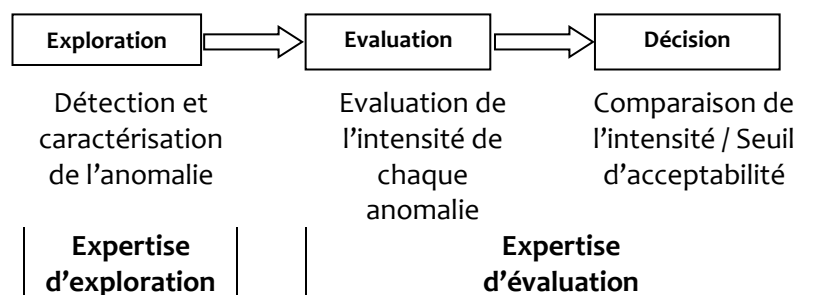 Exploration
Evaluation
Décision
Détection et
caractérisation
de l'anomalie
Evaluation de
l'intensité de
chaque
anomalie
Comparaison de
l'intensité / Seuil
d'acceptabilité
Expertise
d'exploration
Expertise
d'évaluation